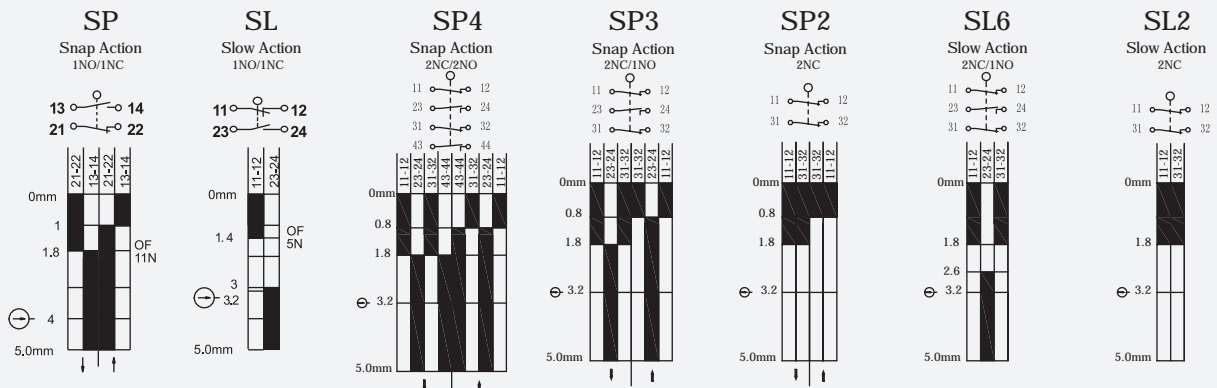 SP
Snap Action
1NO/1NC
13 14
21 22
21-22 13-14 21-22 13-14
0mm
1
1.8
4
5.0mm
OF
11N
SL
Slow Action
1NO/1NC
11 12
23 24
11-12 23-24
0mm
1.4
3
3.2
5.0mm
OF
5N
SP4
Snap Action
2NC/2NO
11 12
23 24
31 32
43 44
11-12 23-24 31-32 43-44 43-44 31-32 23-24 11-12
0mm
0.8
1.8
3.2
5.0mm
SP3
Snap Action
2NC/1NO
11 12
23 24
31 32
11-12 23-24 31-32 31-32 23-24 11-12
0mm
0.8
1.8
3.2
5.0mm
SP2
Snap Action
2NC
11 12
31 32
11-12 31-32 31-32 11-12
0mm
0.8
1.8
3.2
5.0mm
SL6
Slow Action
2NC/1NO
11 12
23 24
31 32
11-12 23-24 31-32
0mm
1.8
2.6
3.2
5.0mm
SL2
Slow Action
2NC
11 12
31 32
11-12 31-32
0mm
1.8
3.2
5.0mm